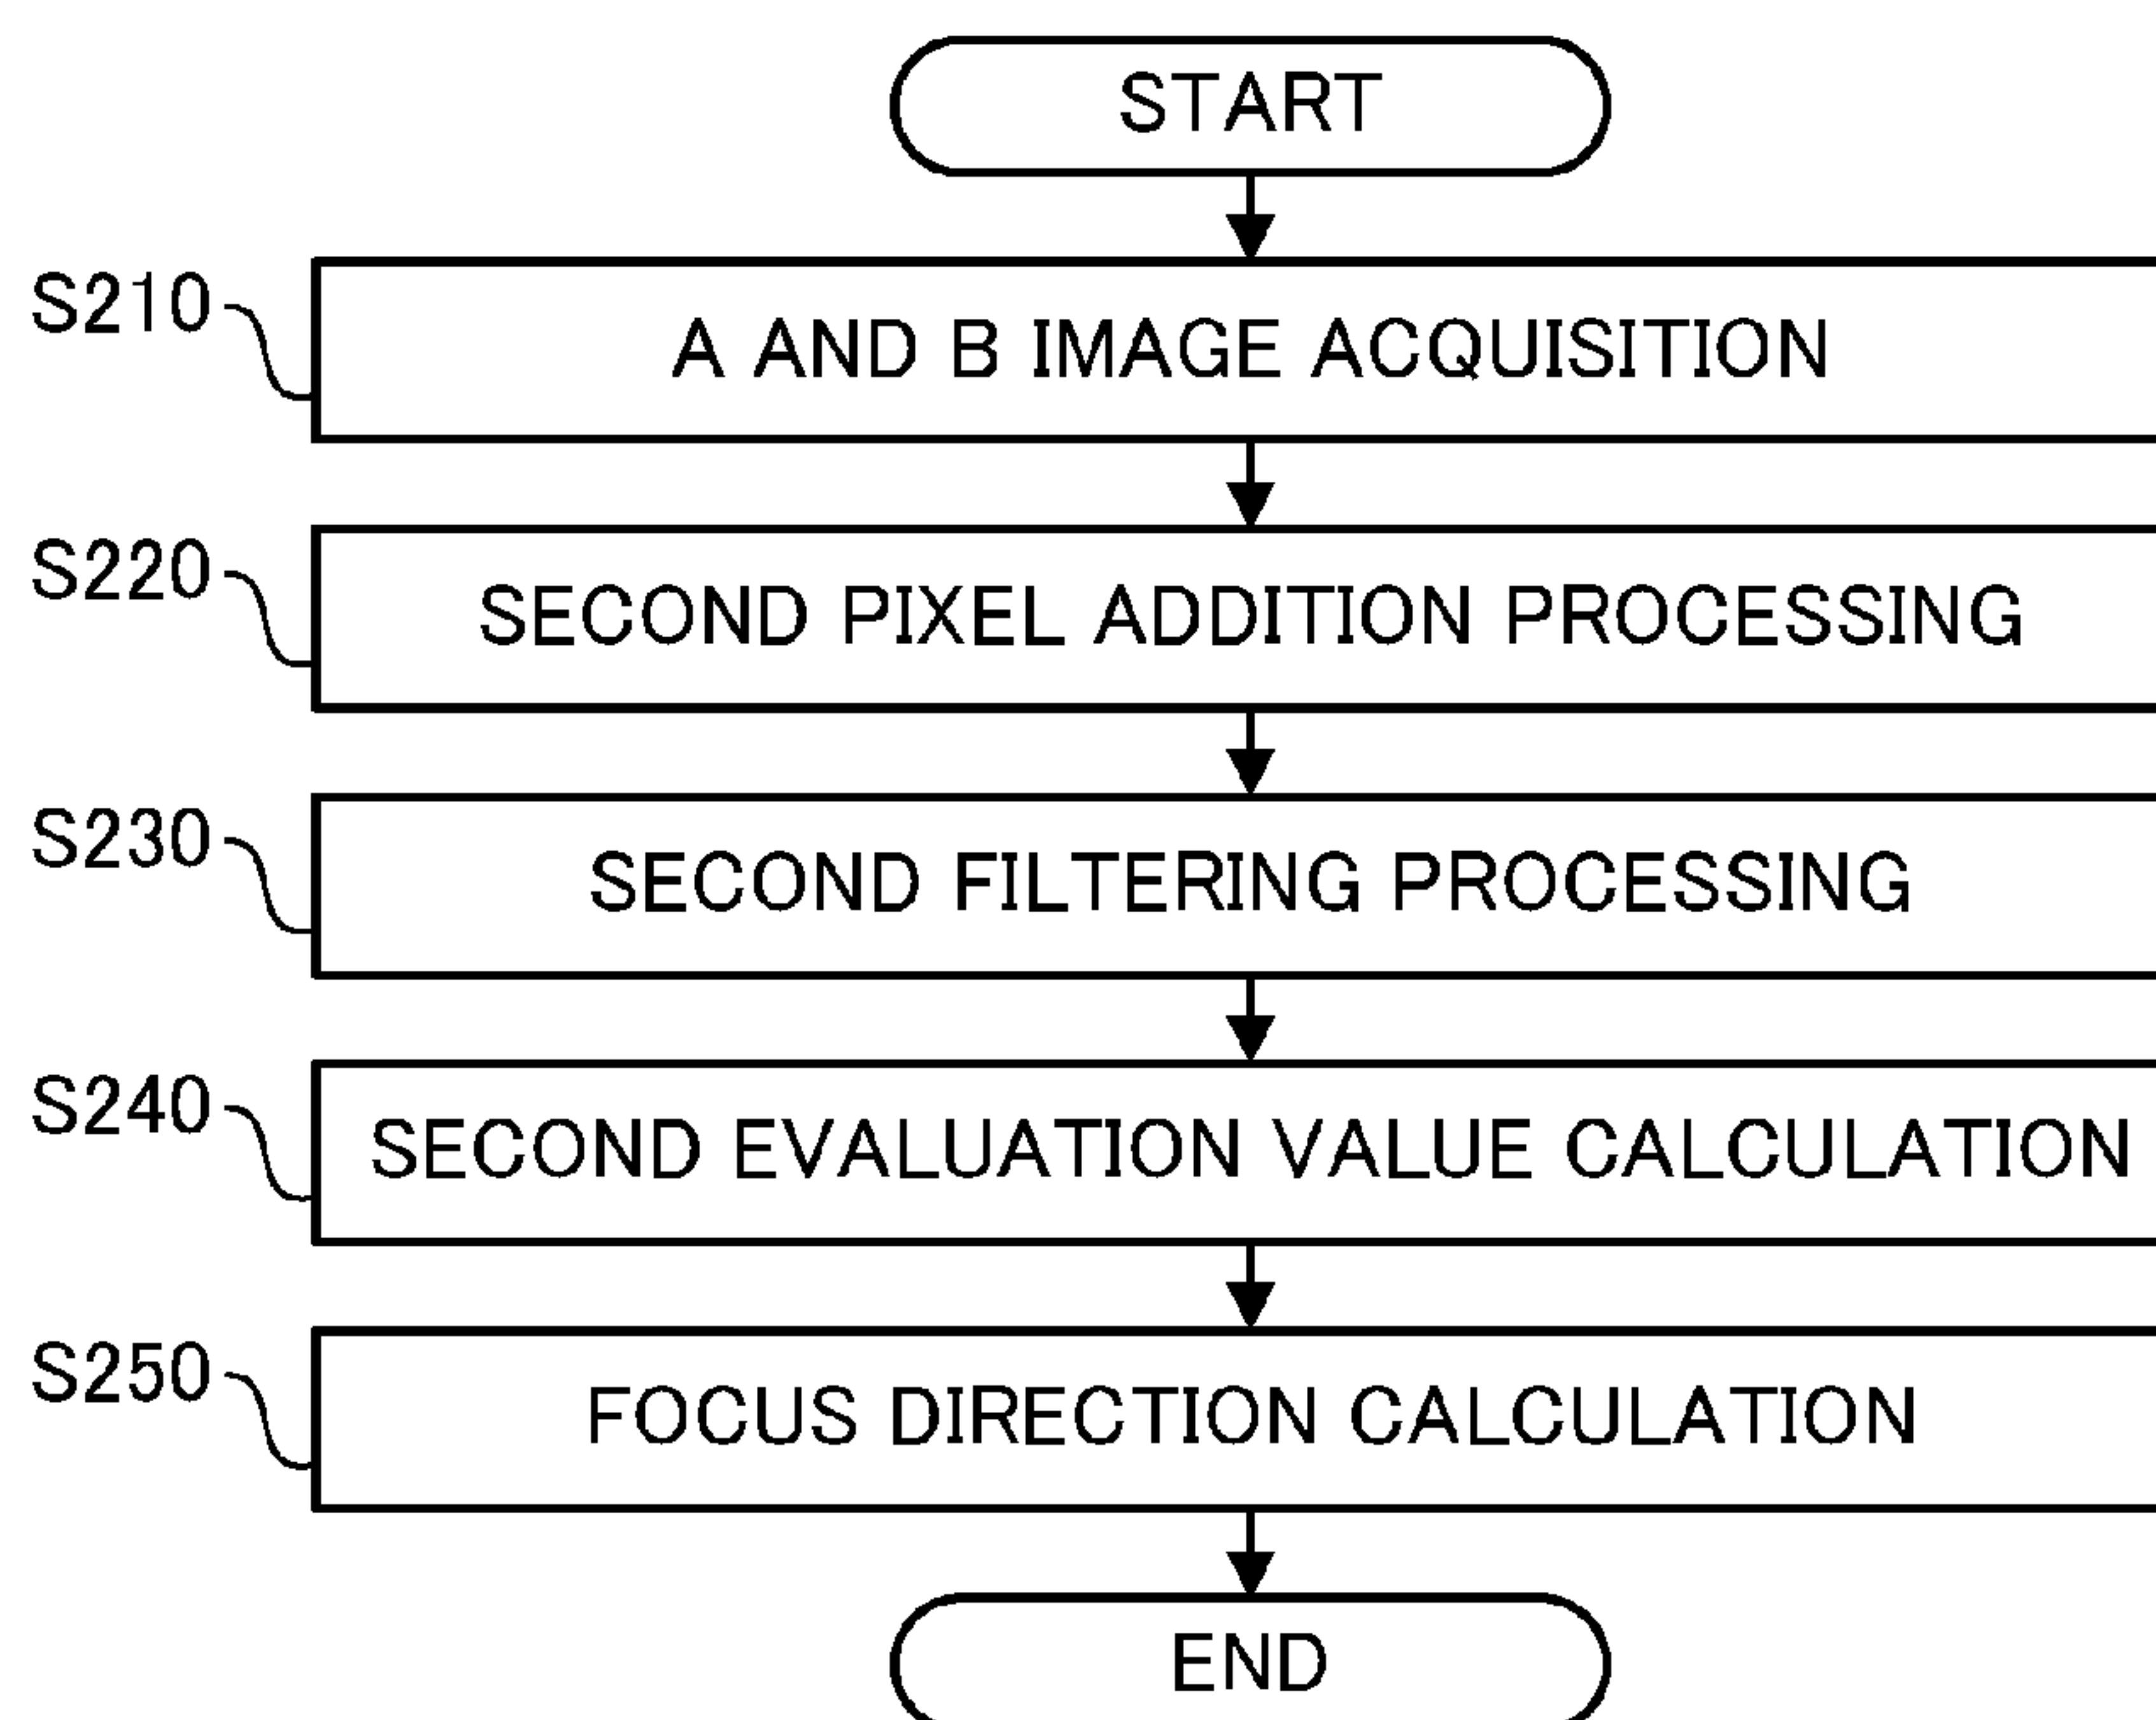 START
S210
A AND B IMAGE ACQUISITION
S220
SECOND PIXEL ADDITION PROCESSING
S230
SECOND FILTERING PROCESSING
S240
SECOND EVALUATION VALUE CALCULATION
S250
FOCUS DIRECTION CALCULATION
END